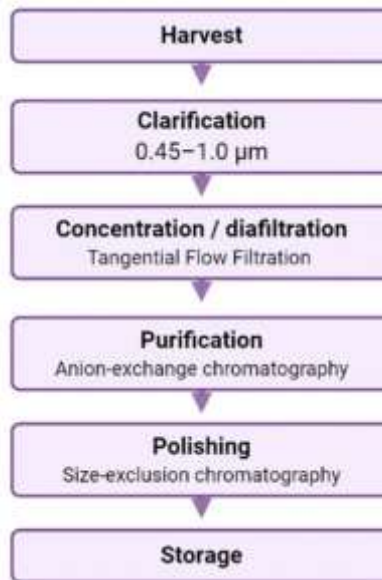 Harvest
Clarification
0.45–1.0 μm
Concentration / diafiltration
Tangential Flow Filtration
Purification
Anion-exchange chromatography
Polishing
Size-exclusion chromatography
Storage